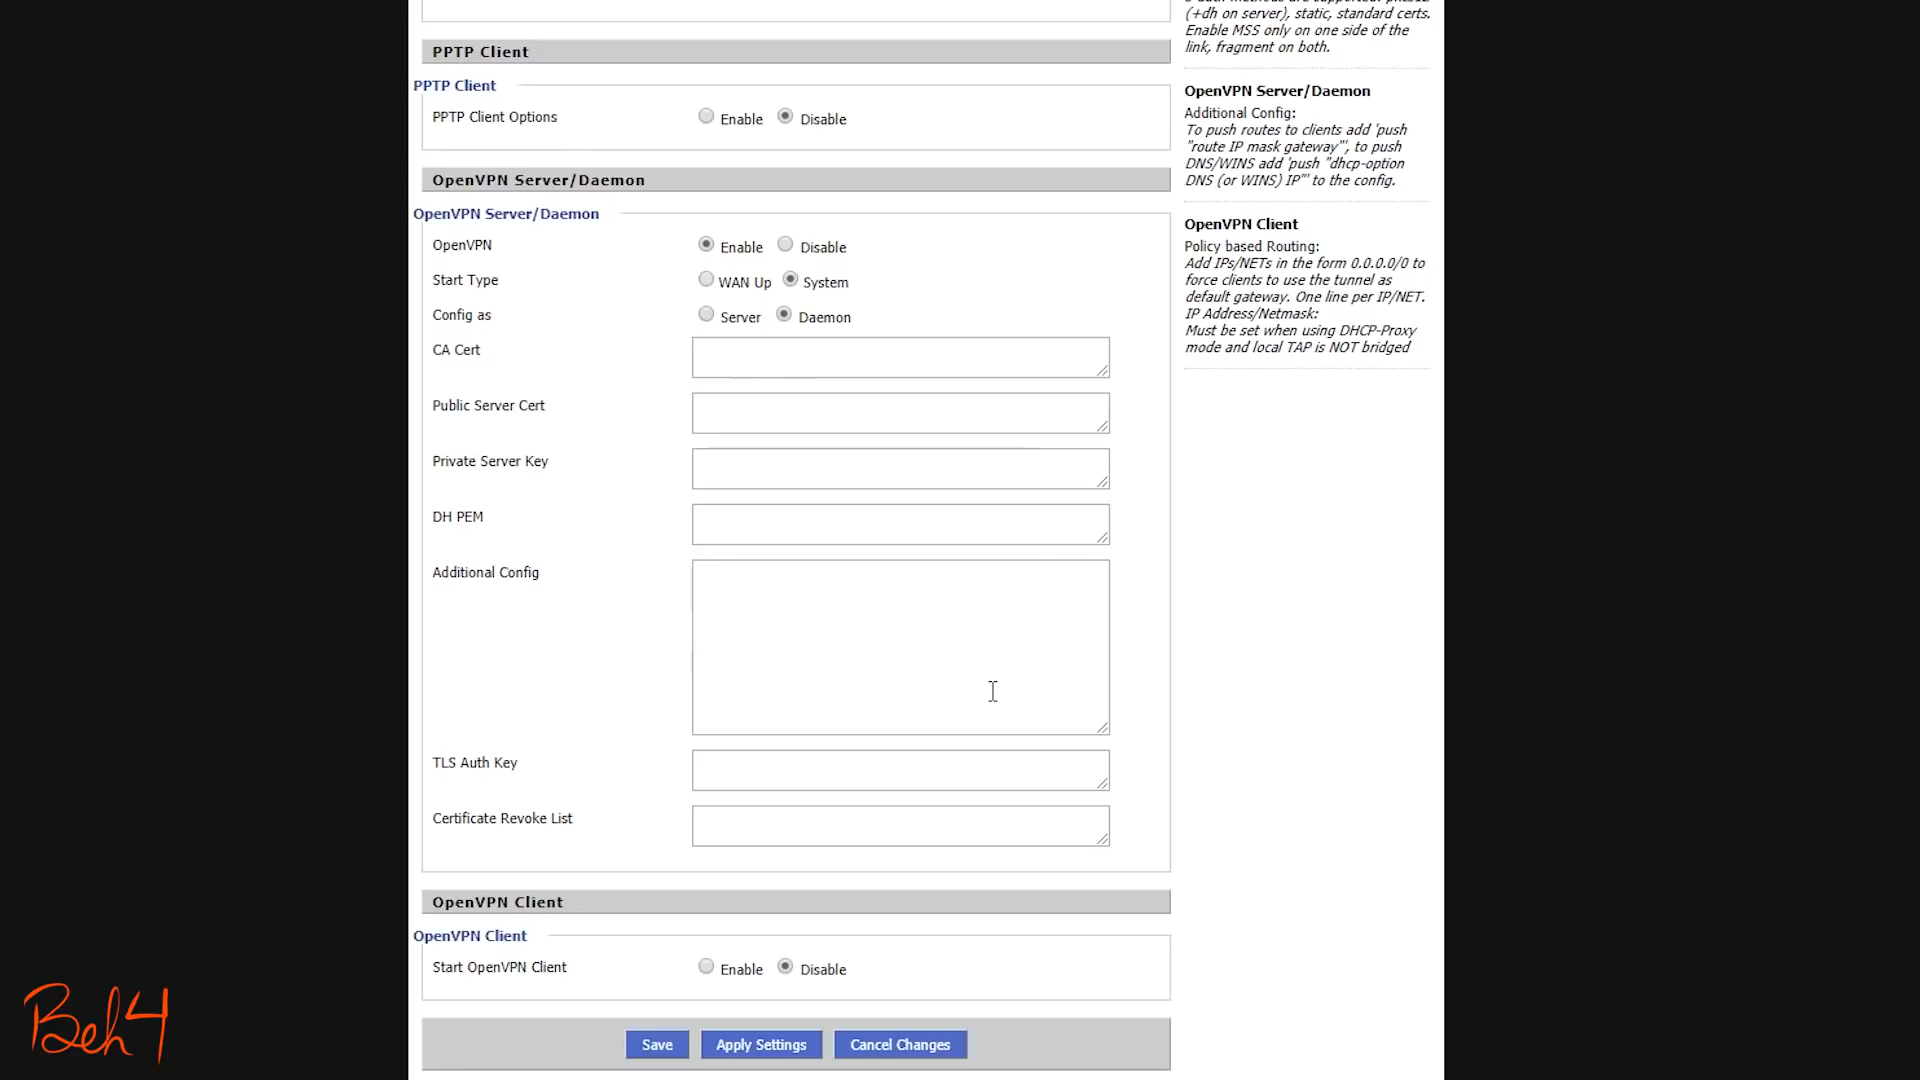 (+dh on server), static, standard certs.
Enable MSS only on one side of the
link, fragment on both.
PPTP Client
PPTP Client
PPTP Client Options
Enable
Disable
OpenVPN Server/Daemon
OpenVPN Server/Daemon
OpenVPN
Enable
Disable
Start Type
WAN Up
System
Config as
Server
Daemon
CA Cert
Public Server Cert
Private Server Key
DH PEM
Additional Config
TLS Auth Key
Certificate Revoke List
OpenVPN Client
OpenVPN Client
Start OpenVPN Client
Enable
Disable
Save
Apply Settings
Cancel Changes
OpenVPN Server/Daemon
Additional Config:
To push routes to clients add 'push
"route IP mask gateway"', to push
DNS/WINS add 'push "dhcp-option
DNS (or WINS) IP"' to the config.
OpenVPN Client
Policy based Routing:
Add IPs/NETs in the form 0.0.0.0/0 to
force clients to use the tunnel as
default gateway. One line per IP/NET.
IP Address/Netmask:
Must be set when using DHCP-Proxy
mode and local TAP is NOT bridged
Beh4